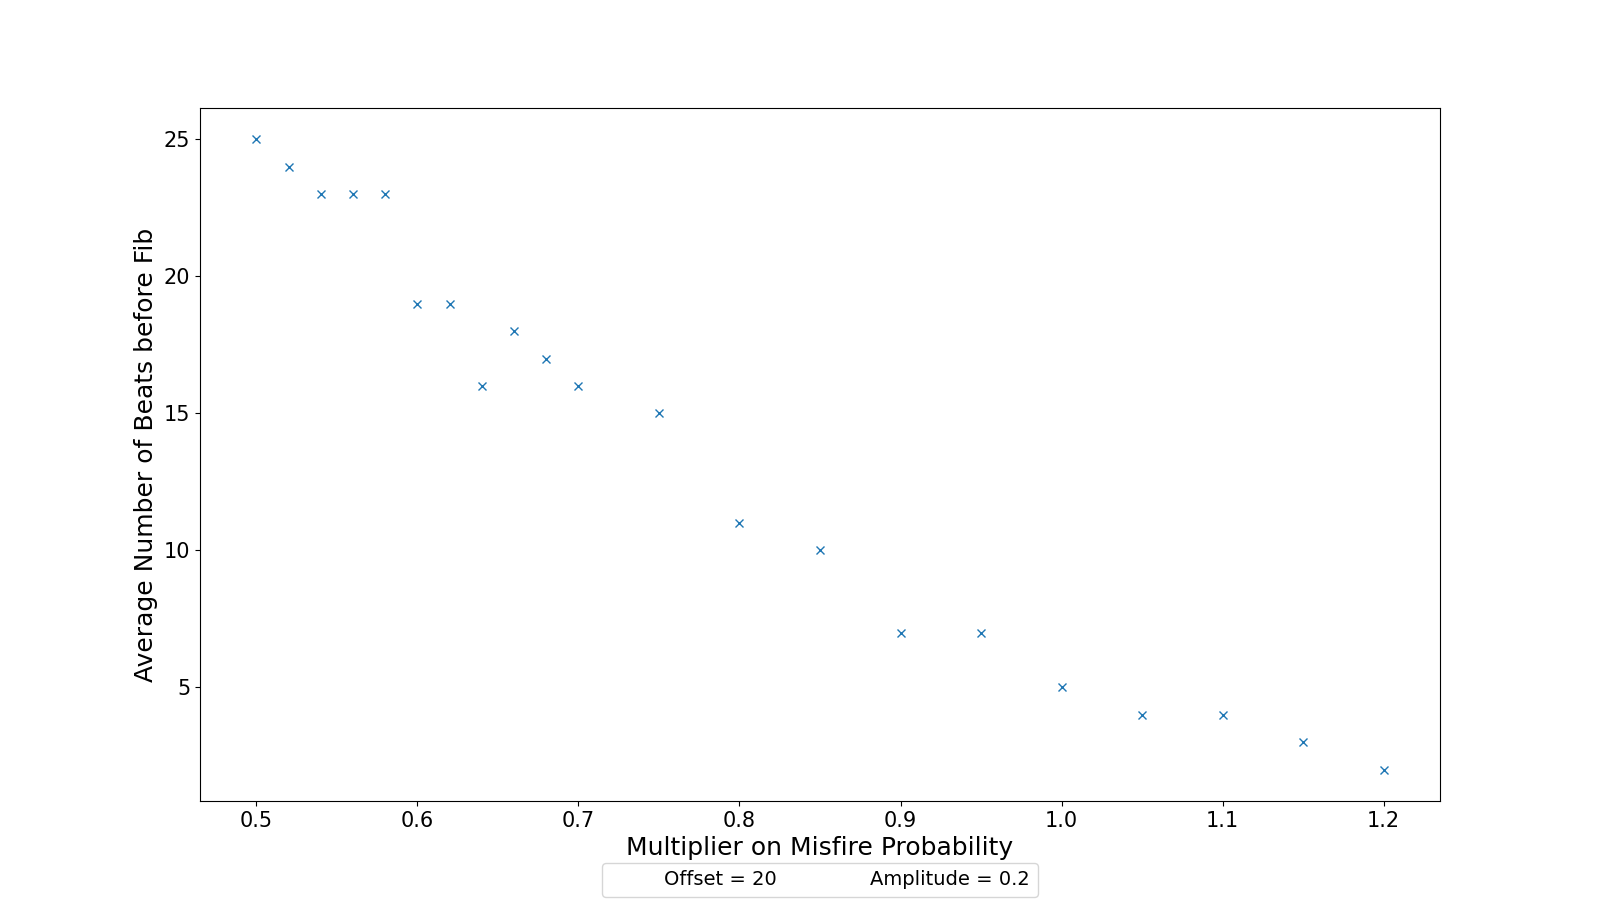 25
20
15
10
5
Average Number of Beats before Fib
0.5 0.6 0.7 0.8 0.9 1.0 1.1 1.2
Multiplier on Misfire Probability
Offset = 20 Amplitude = 0.2